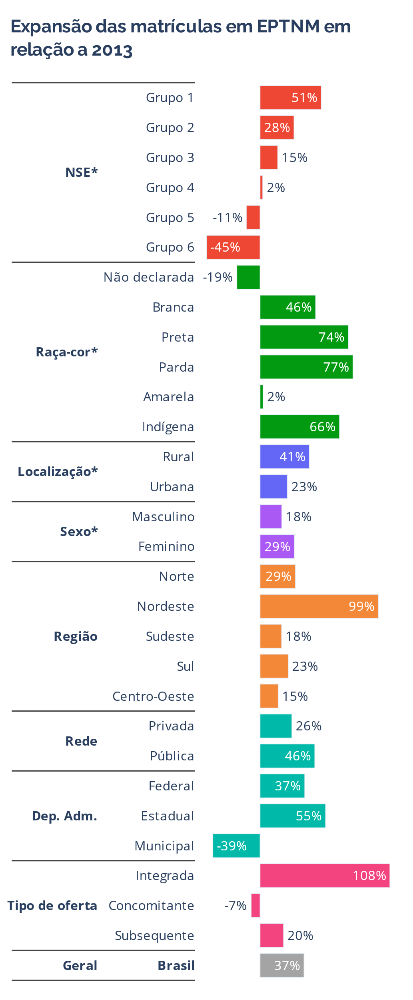 Expansão das matrículas em EPTNM em
relação a 2013
NSE*
Grupo 1 51%
Grupo 2 28%
Grupo 3 15%
Grupo 4 2%
Grupo 5 -11%
Grupo 6 -45%
Raça-cor*
Não declarada -19%
Branca 46%
Preta 74%
Parda 77%
Amarela 2%
Indígena 66%
Localização*
Rural 41%
Urbana 23%
Sexo*
Masculino 18%
Feminino 29%
Região
Norte 29%
Nordeste 99%
Sudeste 18%
Sul 23%
Centro-Oeste 15%
Rede
Privada 26%
Pública 46%
Dep. Adm.
Federal 37%
Estadual 55%
Municipal -39%
Tipo de oferta
Integrada 108%
Concomitante -7%
Subsequente 20%
Geral Brasil 37%